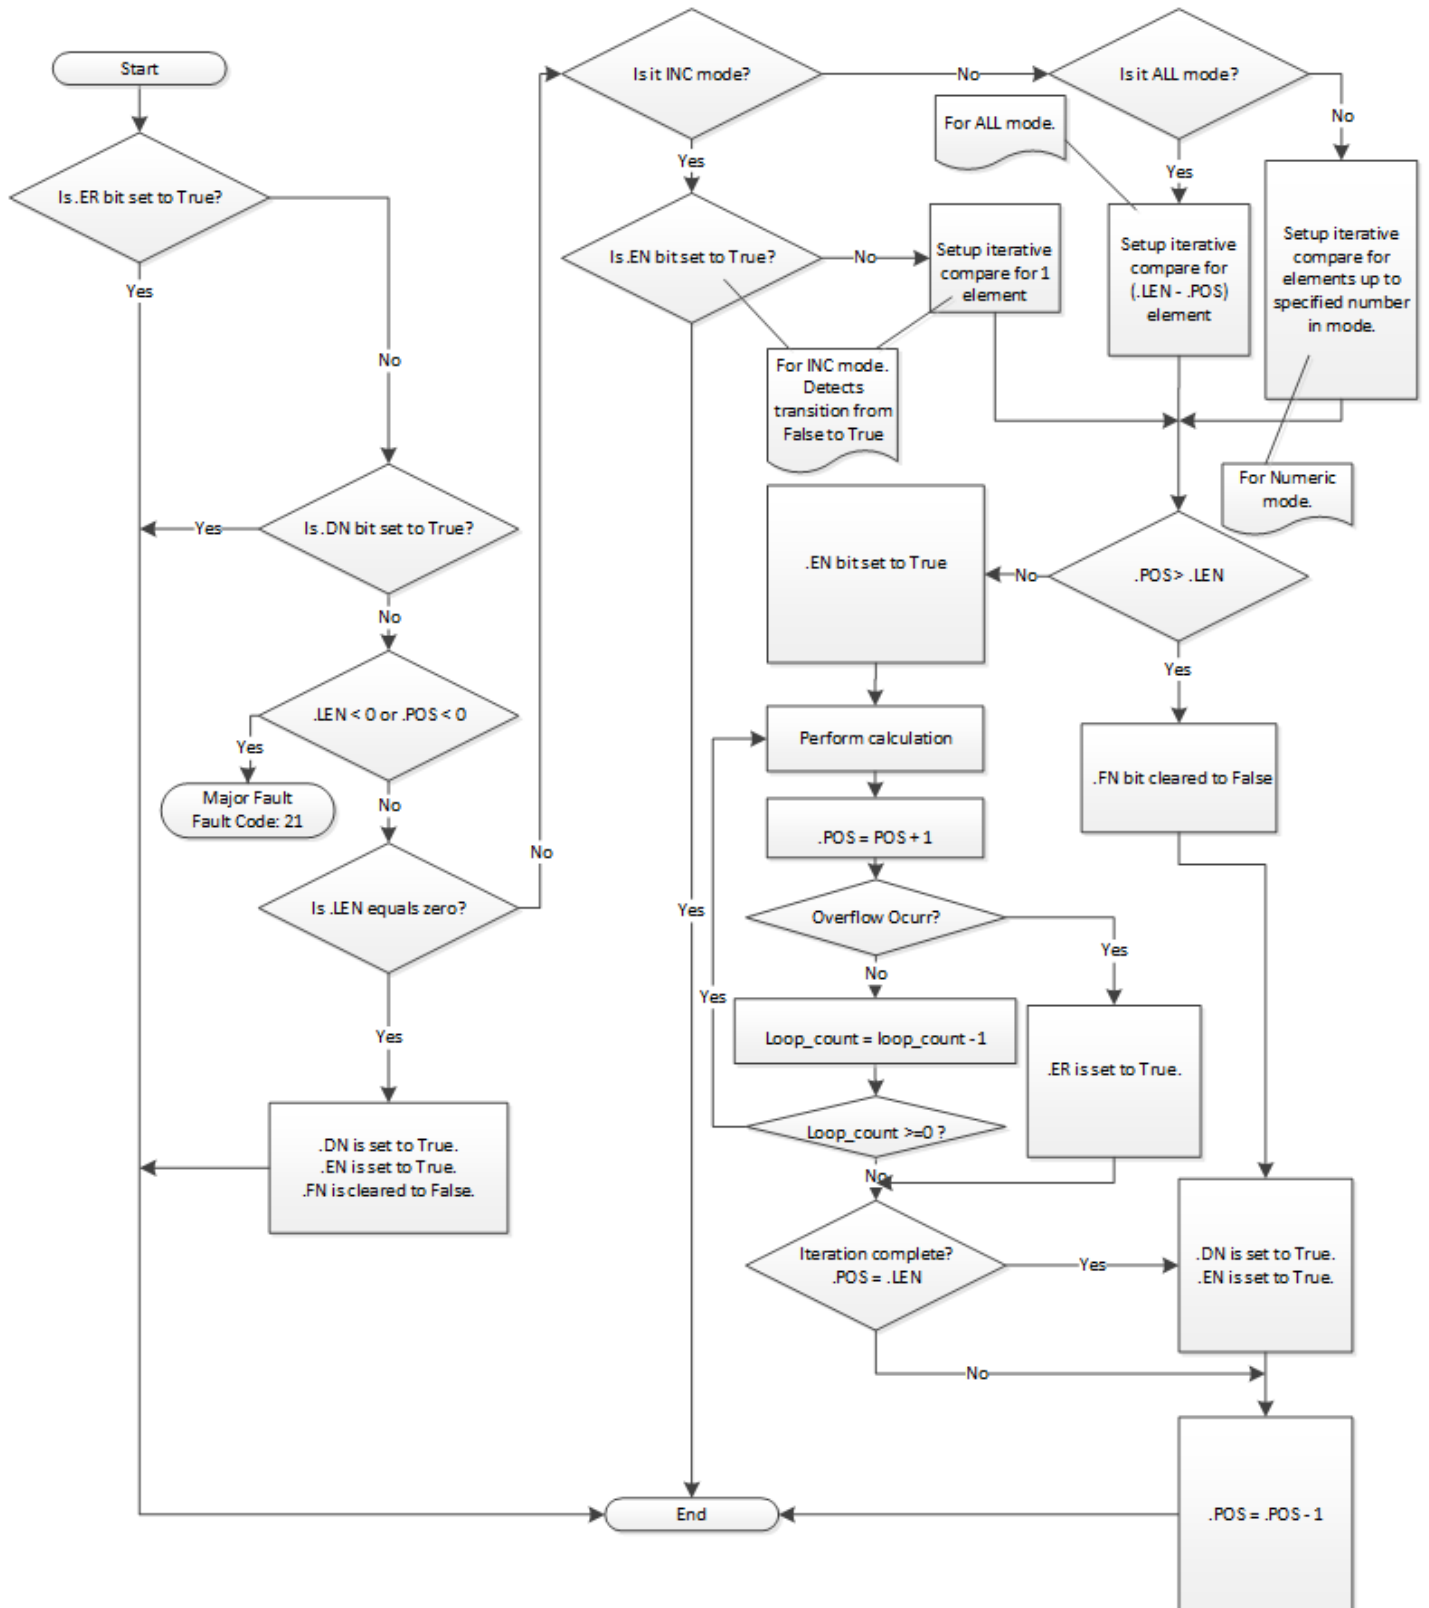 Start
Is .ER bit set to True?
Yes
No
Is .DN bit set to True?
Yes
No
.LEN < 0 or .POS < 0
Yes
Major Fault
Fault Code: 21
No
Is .LEN equals zero?
No
Yes
.DN is set to True.
.EN is set to True.
.FN is cleared to False.
Is it INC mode?
No
Yes
Is it ALL mode?
No
Yes
For ALL mode.
Is .EN bit set to True?
No
Yes
Setup iterative
compare for 1
element
Setup iterative
compare for
(.LEN - .POS)
element
Setup iterative
compare for
elements up to
specified number
in mode.
For INC mode.
Detects
transition from
False to True
For Numeric
mode.
.POS> .LEN
No
Yes
.EN bit set to True
Perform calculation
.POS = POS + 1
Overflow Ocurr?
Yes
No
Loop_count = loop_count -1
.ER is set to True.
Loop_count >=0 ?
Yes
No
.FN bit cleared to False
Iteration complete?
.POS = .LEN
Yes
No
.DN is set to True.
.EN is set to True.
.POS = .POS - 1
End